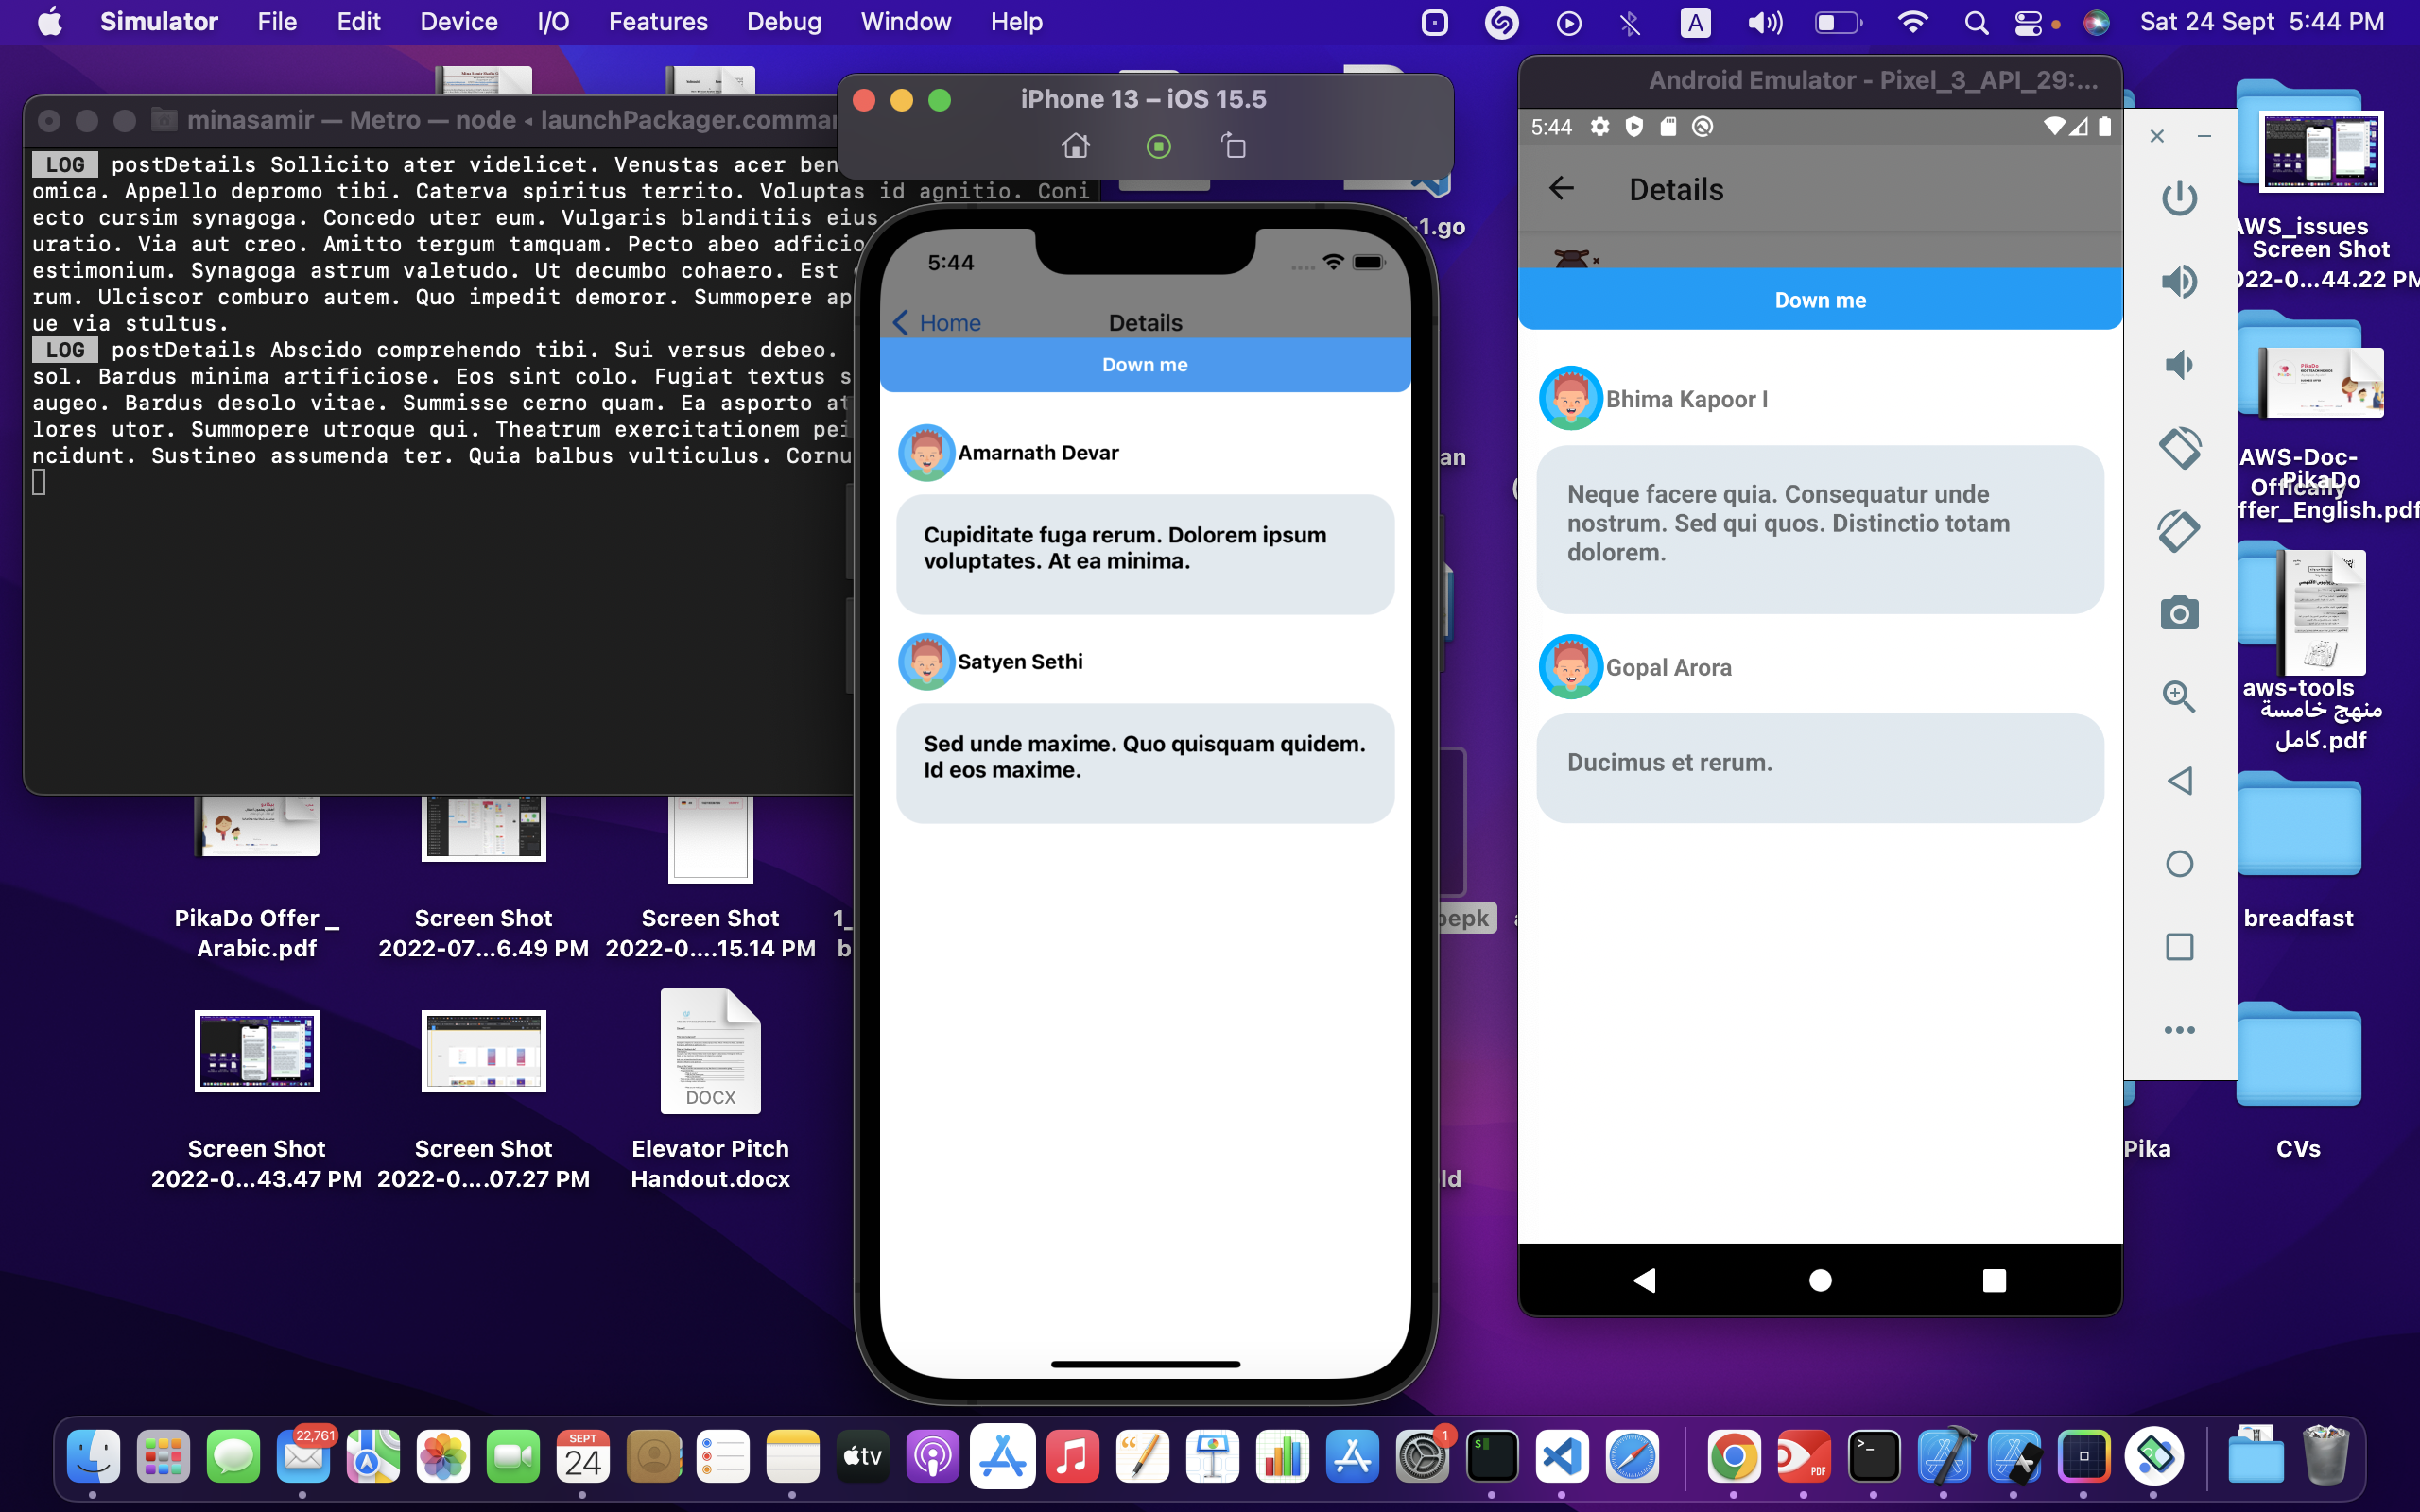 Simulator File Edit Device I/O Features Debug Window Help
A
Sat 24 Sept 5:44 PM
minasamir — Metro — node ◂ launchPackager.comman
LOG postDetails Sollicito ater videlicet. Venustas acer ben
omica. Appello depromo tibi. Caterva spiritus territo. Voluptas id agnitio. Coni
ecto cursim synagoga. Concedo uter eum. Vulgaris blanditiis eius.
uratio. Via aut creo. Amitto tergum tamquam. Pecto abeo adficio
estimonium. Synagoga astrum valetudo. Ut decumbo cohaero. Est
rum. Ulciscor comburo autem. Quo impedit demoror. Summopere ap
ue via stultus.
LOG postDetails Abscido comprehendo tibi. Sui versus debeo.
sol. Bardus minima artificiose. Eos sint colo. Fugiat textus s
augeo. Bardus desolo vitae. Summisse cerno quam. Ea asporto at
lores utor. Summopere utroque qui. Theatrum exercitationem pei
ncidunt. Sustineo assumenda ter. Quia balbus vulticulus. Cornu
iPhone 13 – iOS 15.5
5:44
Home
Details
Down me
Amarnath Devar
Cupiditate fuga rerum. Dolorem ipsum
voluptates. At ea minima.
Satyen Sethi
Sed unde maxime. Quo quisquam quidem.
Id eos maxime.
Android Emulator - Pixel_3_API_29:...
5:44
Details
Down me
Bhima Kapoor I
Neque facere quia. Consequatur unde
nostrum. Sed qui quos. Distinctio totam
dolorem.
Gopal Arora
Ducimus et rerum.
-1.go
an
pepk
ld
AWS_issues
Screen Shot
022-0...44.22 PM
AWS-Doc-
Offically
PikaDo
ffer_English.pdf
aws-tools
منهج خامسة
كامل.pdf
breadfast
Pika
CVs
PikaDo Offer _
Arabic.pdf
Screen Shot
2022-07...6.49 PM
Screen Shot
2022-0....15.14 PM
1_
b
Screen Shot
2022-0...43.47 PM
Screen Shot
2022-0....07.27 PM
DOCX
Elevator Pitch
Handout.docx
22,761
SEPT
24
tv
1
PDF